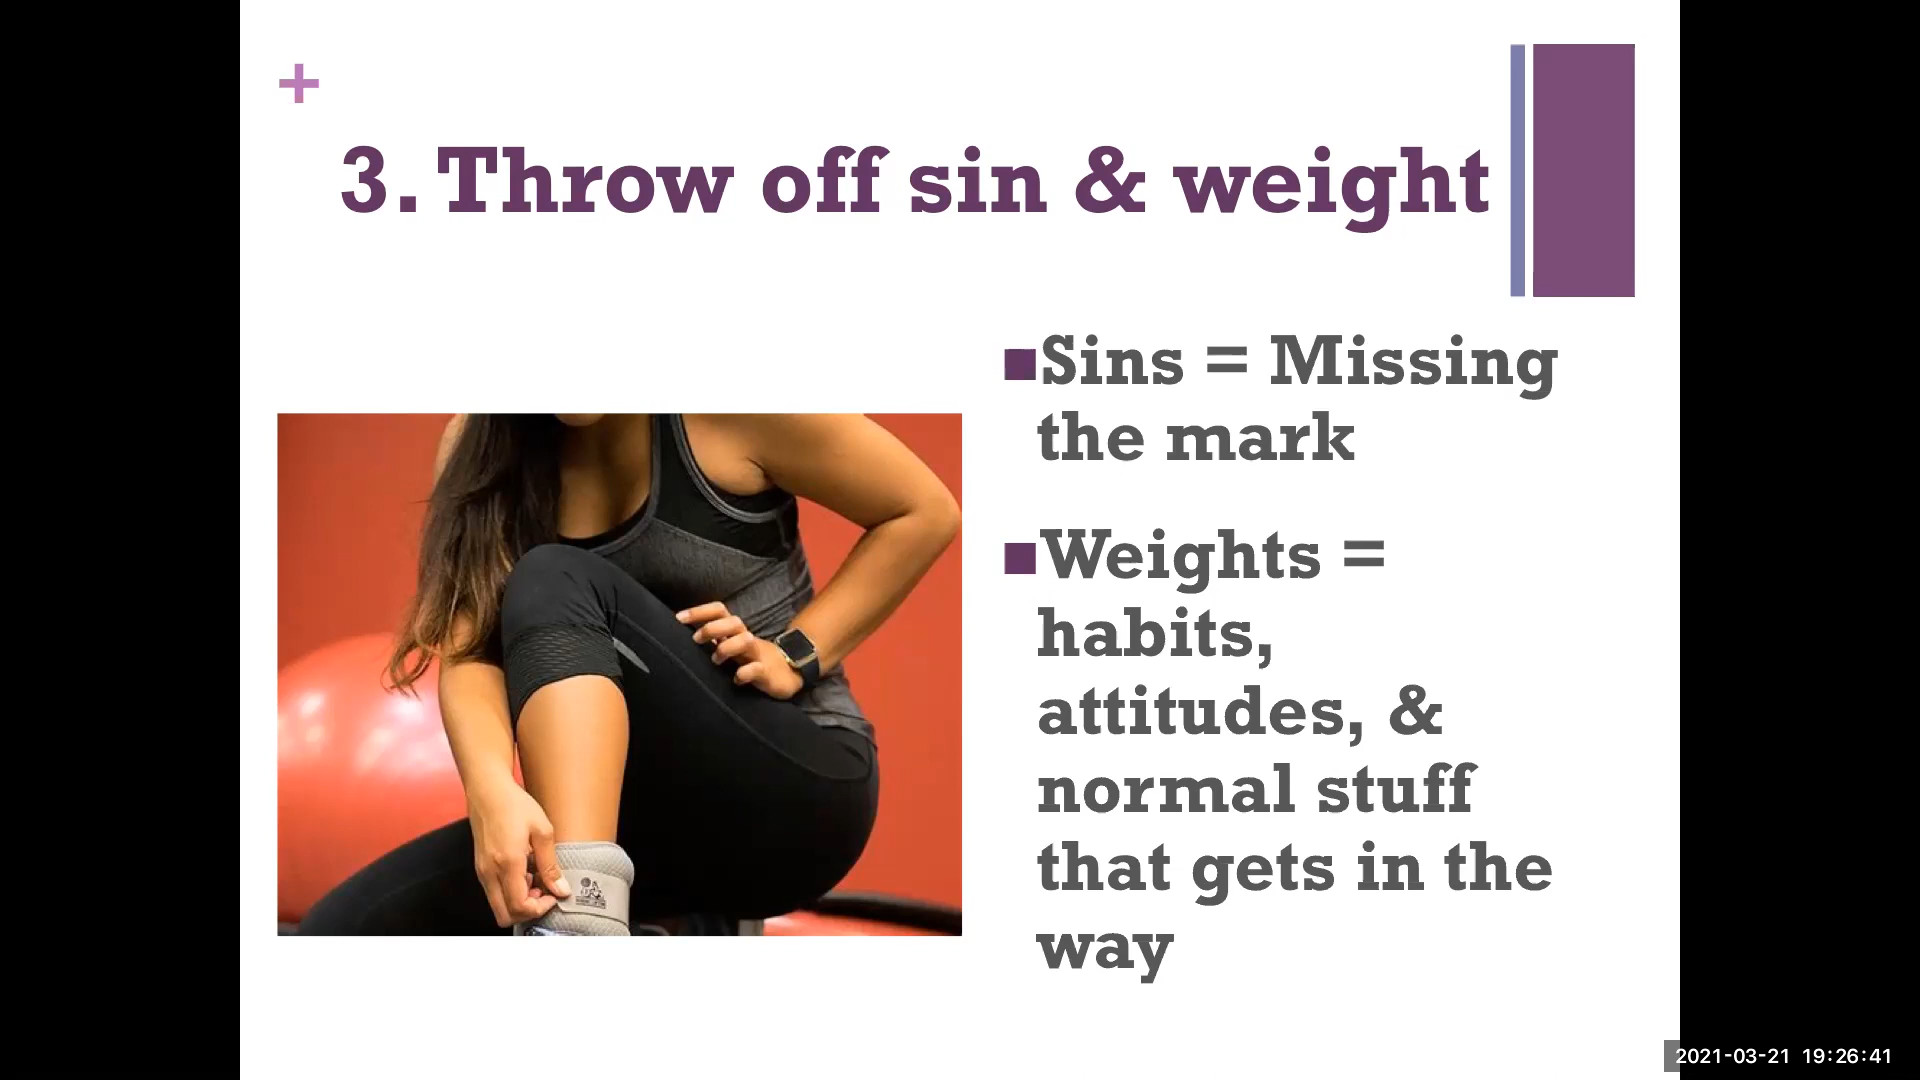 +
3. Throw off sin & weight
Sins = Missing
the mark
Weights =
habits,
attitudes, &
normal stuff
that gets in the
way
2021-03-21 19:26:41